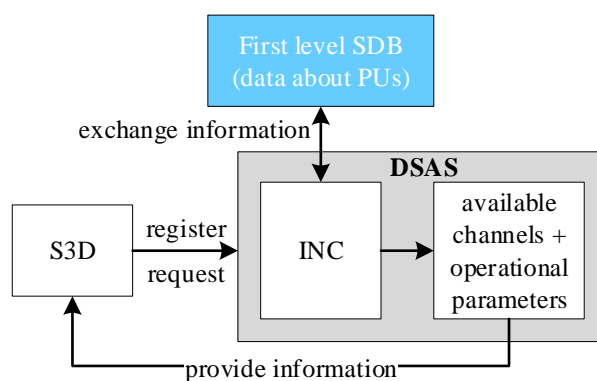 First level SDB
(data about PUs)
exchange information
DSAS
S3D
register
request
INC
available
channels +
operational
parameters
provide information